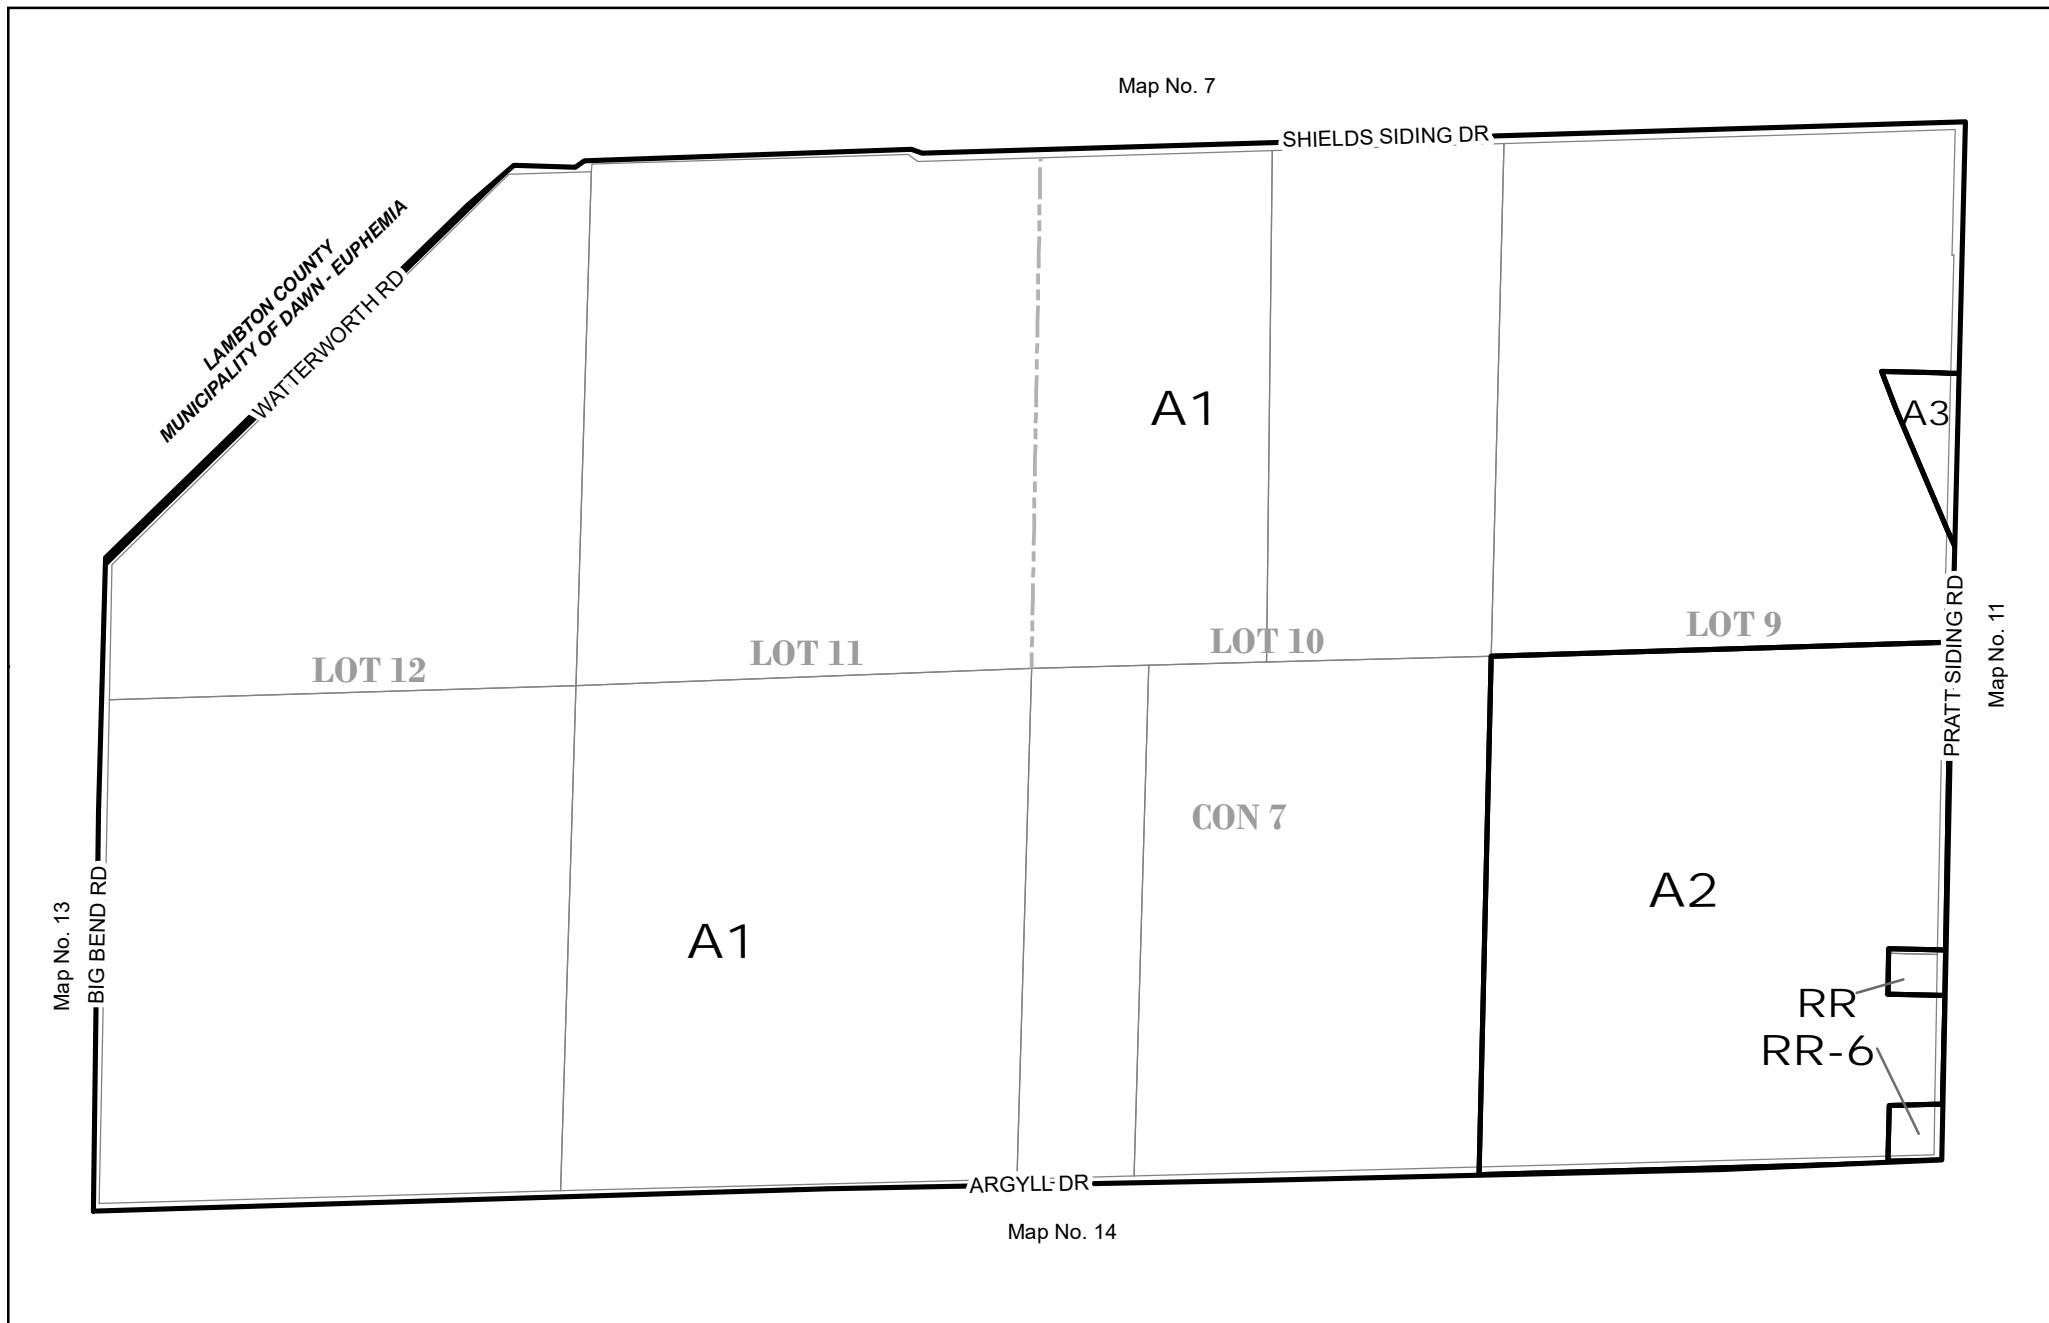 Map No. 7
SHIELDS SIDING DR
LAMBTON COUNTY
MUNICIPALITY OF DAWN - EUPHEMIA
WATTERWORTH RD
A1
A3
LOT 12
LOT 11
LOT 10
LOT 9
PRATT SIDING RD
Map No. 11
CON 7
A2
A1
Map No. 13
BIG BEND RD
RR
RR-6
ARGYLL DR
Map No. 14